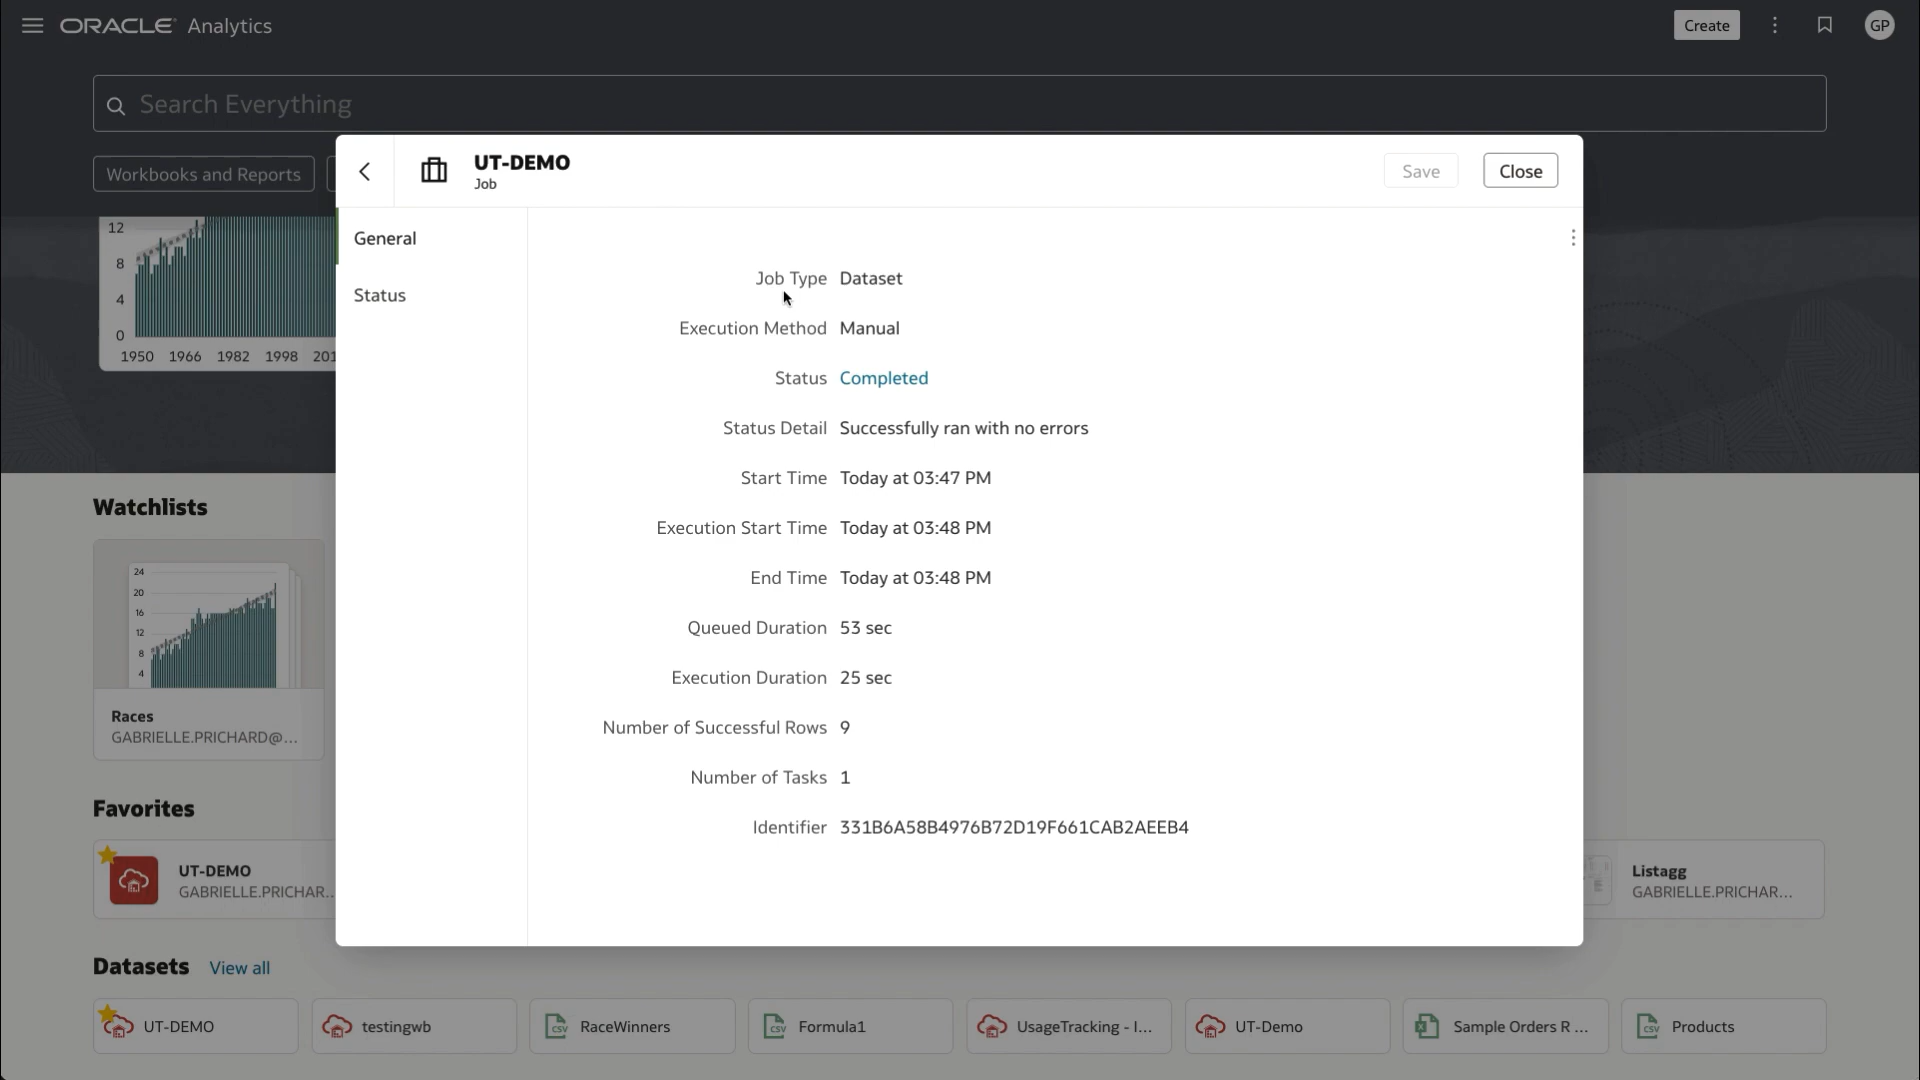 ORACLE Analytics
Create
GP
Search Everything
Workbooks and Reports
12
8
4
0
1950 1966 1982 1998 201
UT-DEMO
Job
Save
Close
General
Status
Job Type Dataset
Execution Method Manual
Status Completed
Status Detail Successfully ran with no errors
Start Time Today at 03:47 PM
Execution Start Time Today at 03:48 PM
End Time Today at 03:48 PM
Queued Duration 53 sec
Execution Duration 25 sec
Number of Successful Rows 9
Number of Tasks 1
Identifier 331B6A58B4976B72D19F661CAB2AEEB4
Watchlists
24
20
16
12
8
4
Races
GABRIELLE.PRICHARD@...
Favorites
UT-DEMO
GABRIELLE.PRICHAR...
Listagg
GABRIELLE.PRICHAR...
Datasets View all
UT-DEMO
testingwb
CSV RaceWinners
CSV Formula1
UsageTracking - I...
UT-Demo
Sample Orders R ...
CSV Products